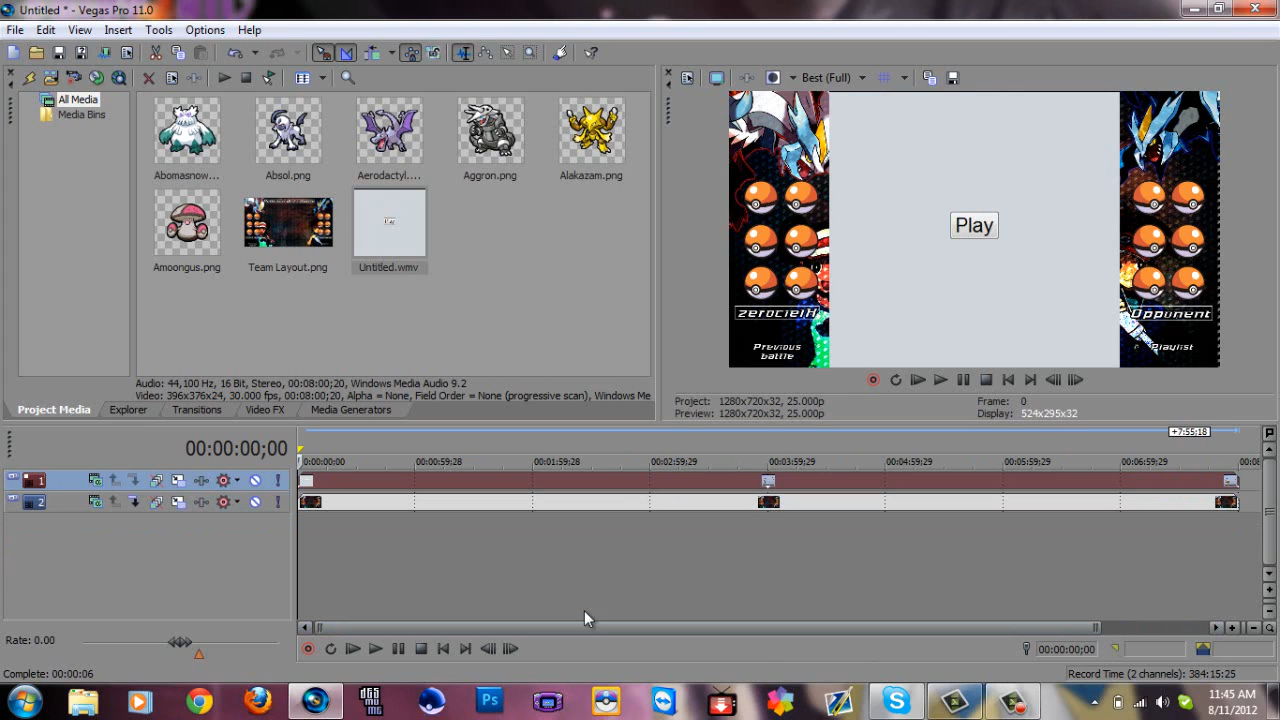 Untitled * - Vegas Pro 11.0
File Edit View Insert Tools Options Help
All Media
Media Bins
Abomasnow... Absol.png Aerodactyl.... Aggron.png Alakazam.png
Amoongus.png Team Layout.png Untitled.wmv
Audio: 44,100 Hz, 16 Bit, Stereo, 00:08:00;20, Windows Media Audio 9.2
Video: 396x376x24, 30.000 fps, 00:08:00;20, Alpha = None, Field Order = None (progressive scan), Windows Me
Project Media Explorer Transitions Video FX Media Generators
Best (Full)
Play
zerocielH
Opponent
Previous
battle
Playlist
Project: 1280x720x32, 25.000p Frame: 0
Preview: 1280x720x32, 25.000p Display: 524x295x32
00:00:00;00
+7:55:18
0:00:00;00 00:00:59;28 00:01:59;28 00:02:59;29 00:03:59;29 00:04:59;29 00:05:59;29 00:06:59;29 00:08
1
2
Rate: 0.00
00:00:00;00
Complete: 00:00:06
Record Time (2 channels): 384:15:25
Ps
11:45 AM
8/11/2012